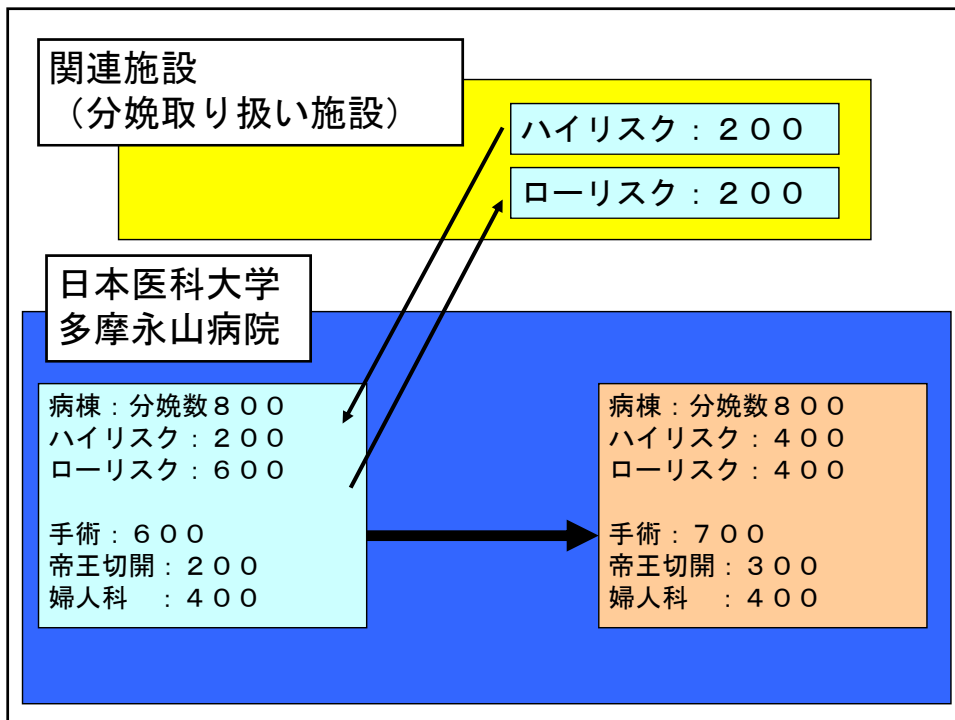 関連施設
（分娩取り扱い施設）
ハイリスク：２００
ローリスク：２００
日本医科大学
多摩永山病院
病棟：分娩数８００
ハイリスク：２００
ローリスク：６００
手術：６００
帝王切開：２００
婦人科　：４００
病棟：分娩数８００
ハイリスク：４００
ローリスク：４００
手術：７００
帝王切開：３００
婦人科　：４００